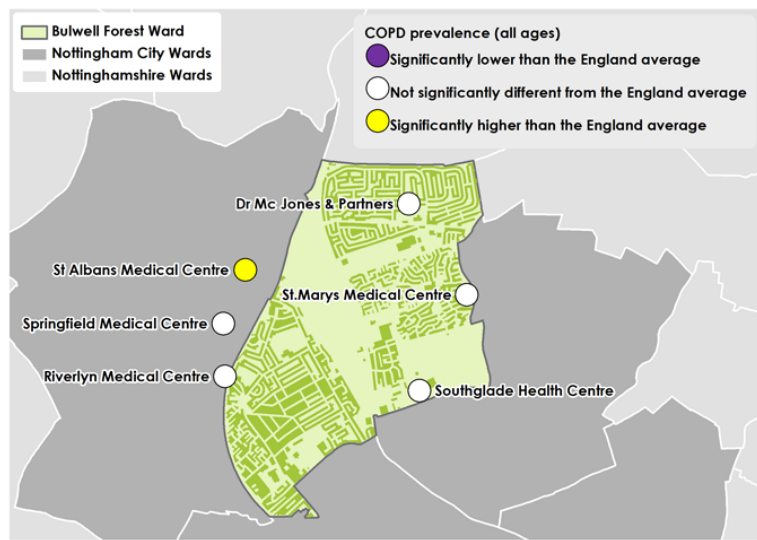 Bulwell Forest Ward
Nottingham City Wards
Nottinghamshire Wards
COPD prevalence (all ages)
Significantly lower than the England average
Not significantly different from the England average
Significantly higher than the England average
Dr Mc Jones & Partners
St Albans Medical Centre
St.Marys Medical Centre
Springfield Medical Centre
Riverlyn Medical Centre
Southglade Health Centre